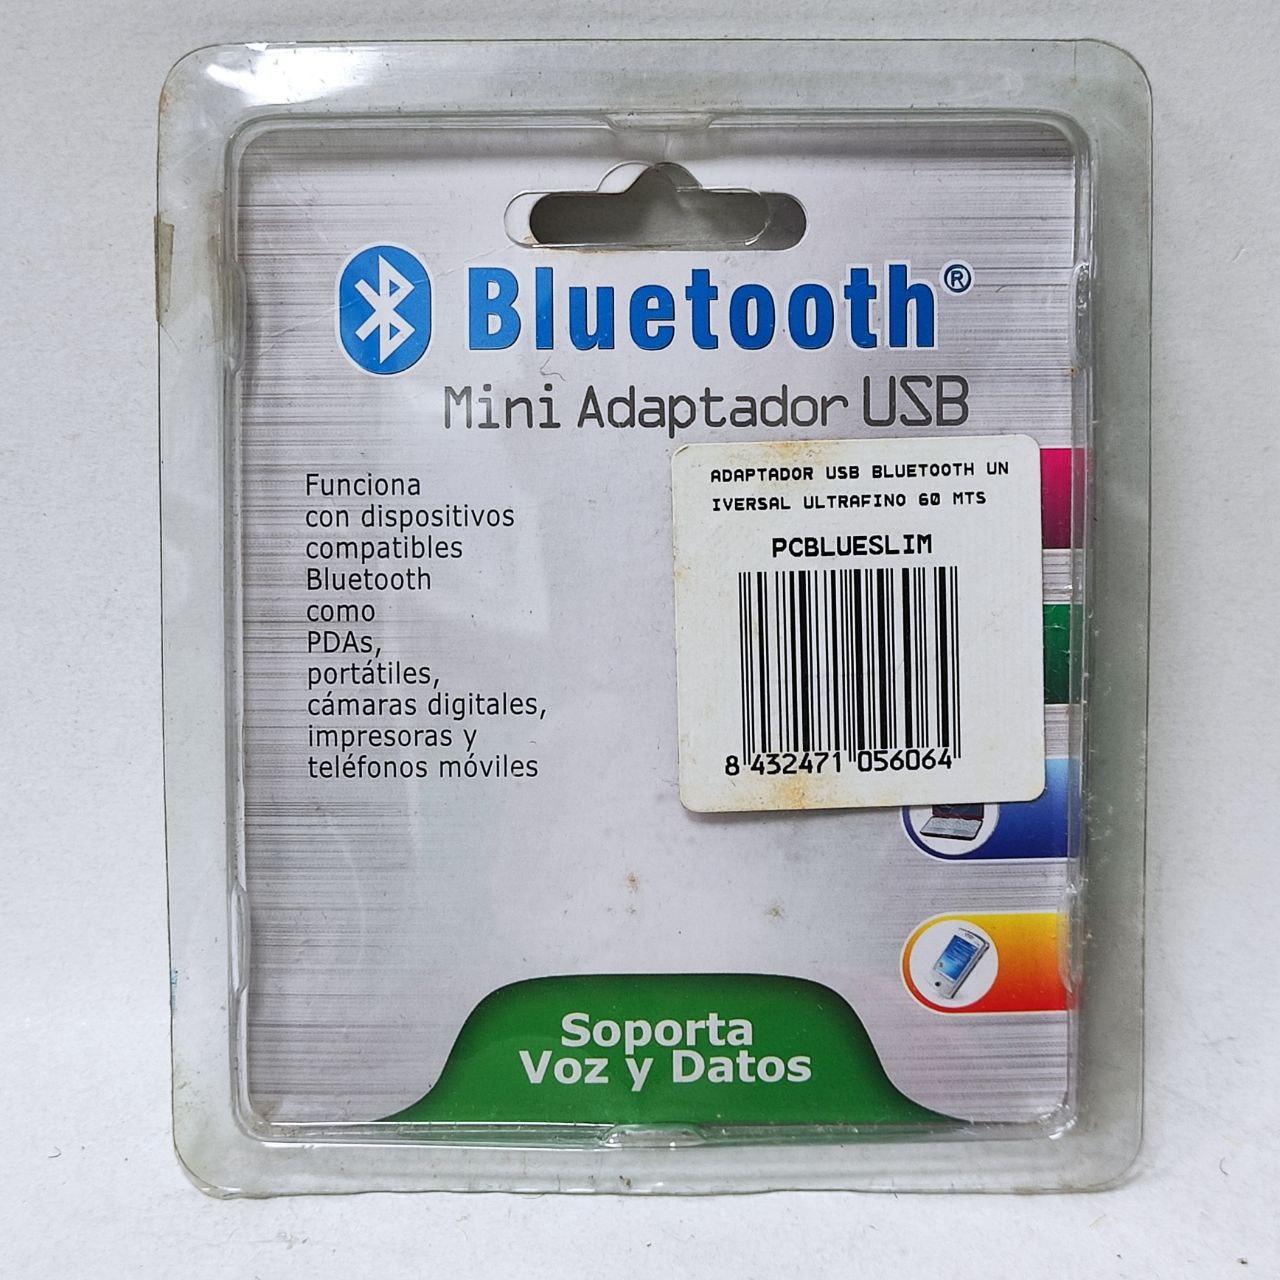 Bluetooth®
Mini Adaptador USB
Funciona
con dispositivos
compatibles
Bluetooth
como
PDAs,
portátiles,
cámaras digitales,
impresoras y
teléfonos móviles
ADAPTADOR USB BLUETOOTH UN
IVERSAL ULTRAFINO 60 MTS
PCBLUESLIM
8 432471 056064
Soporta
Voz y Datos